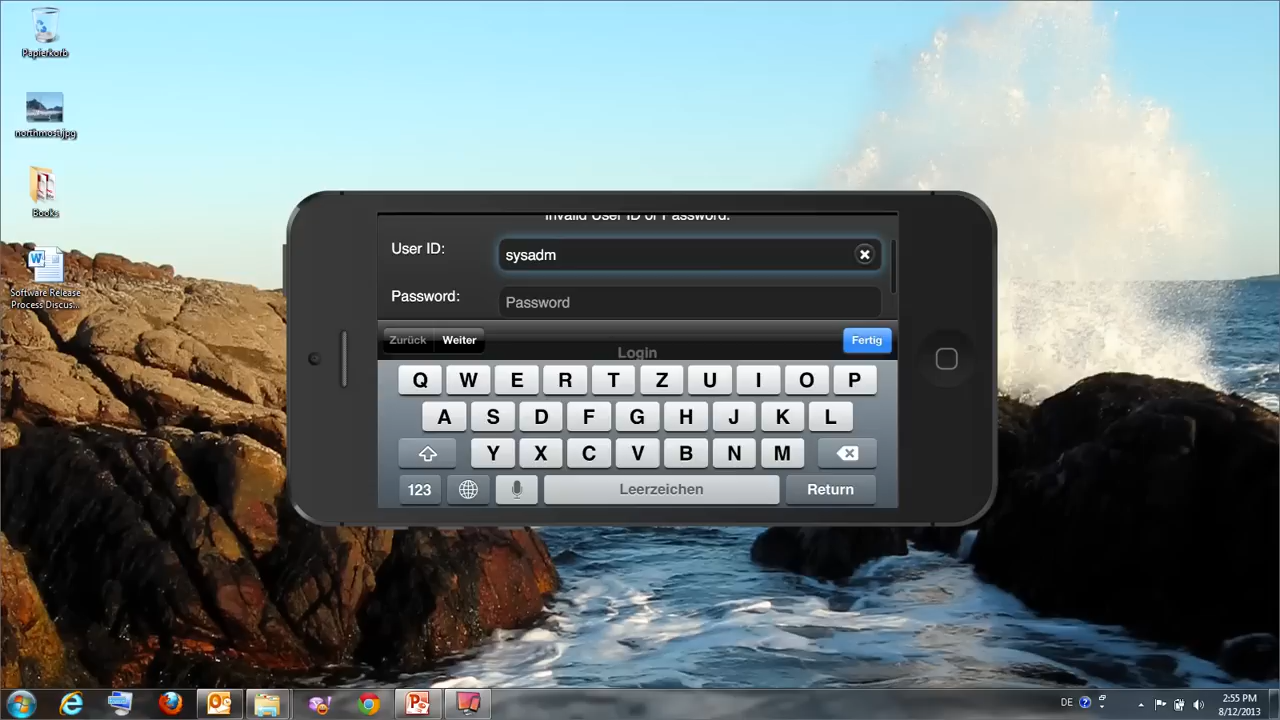 Papierkorb
northmost.jpg
Books
Software Release
Process Discus...
Invalid User ID or Password.
User ID:
sysadm
Password:
Password
Zurück
Weiter
Login
Fertig
Q W E R T Z U I O P
A S D F G H J K L
Y X C V B N M
123
Leerzeichen
Return
DE
2:55 PM
8/12/2013